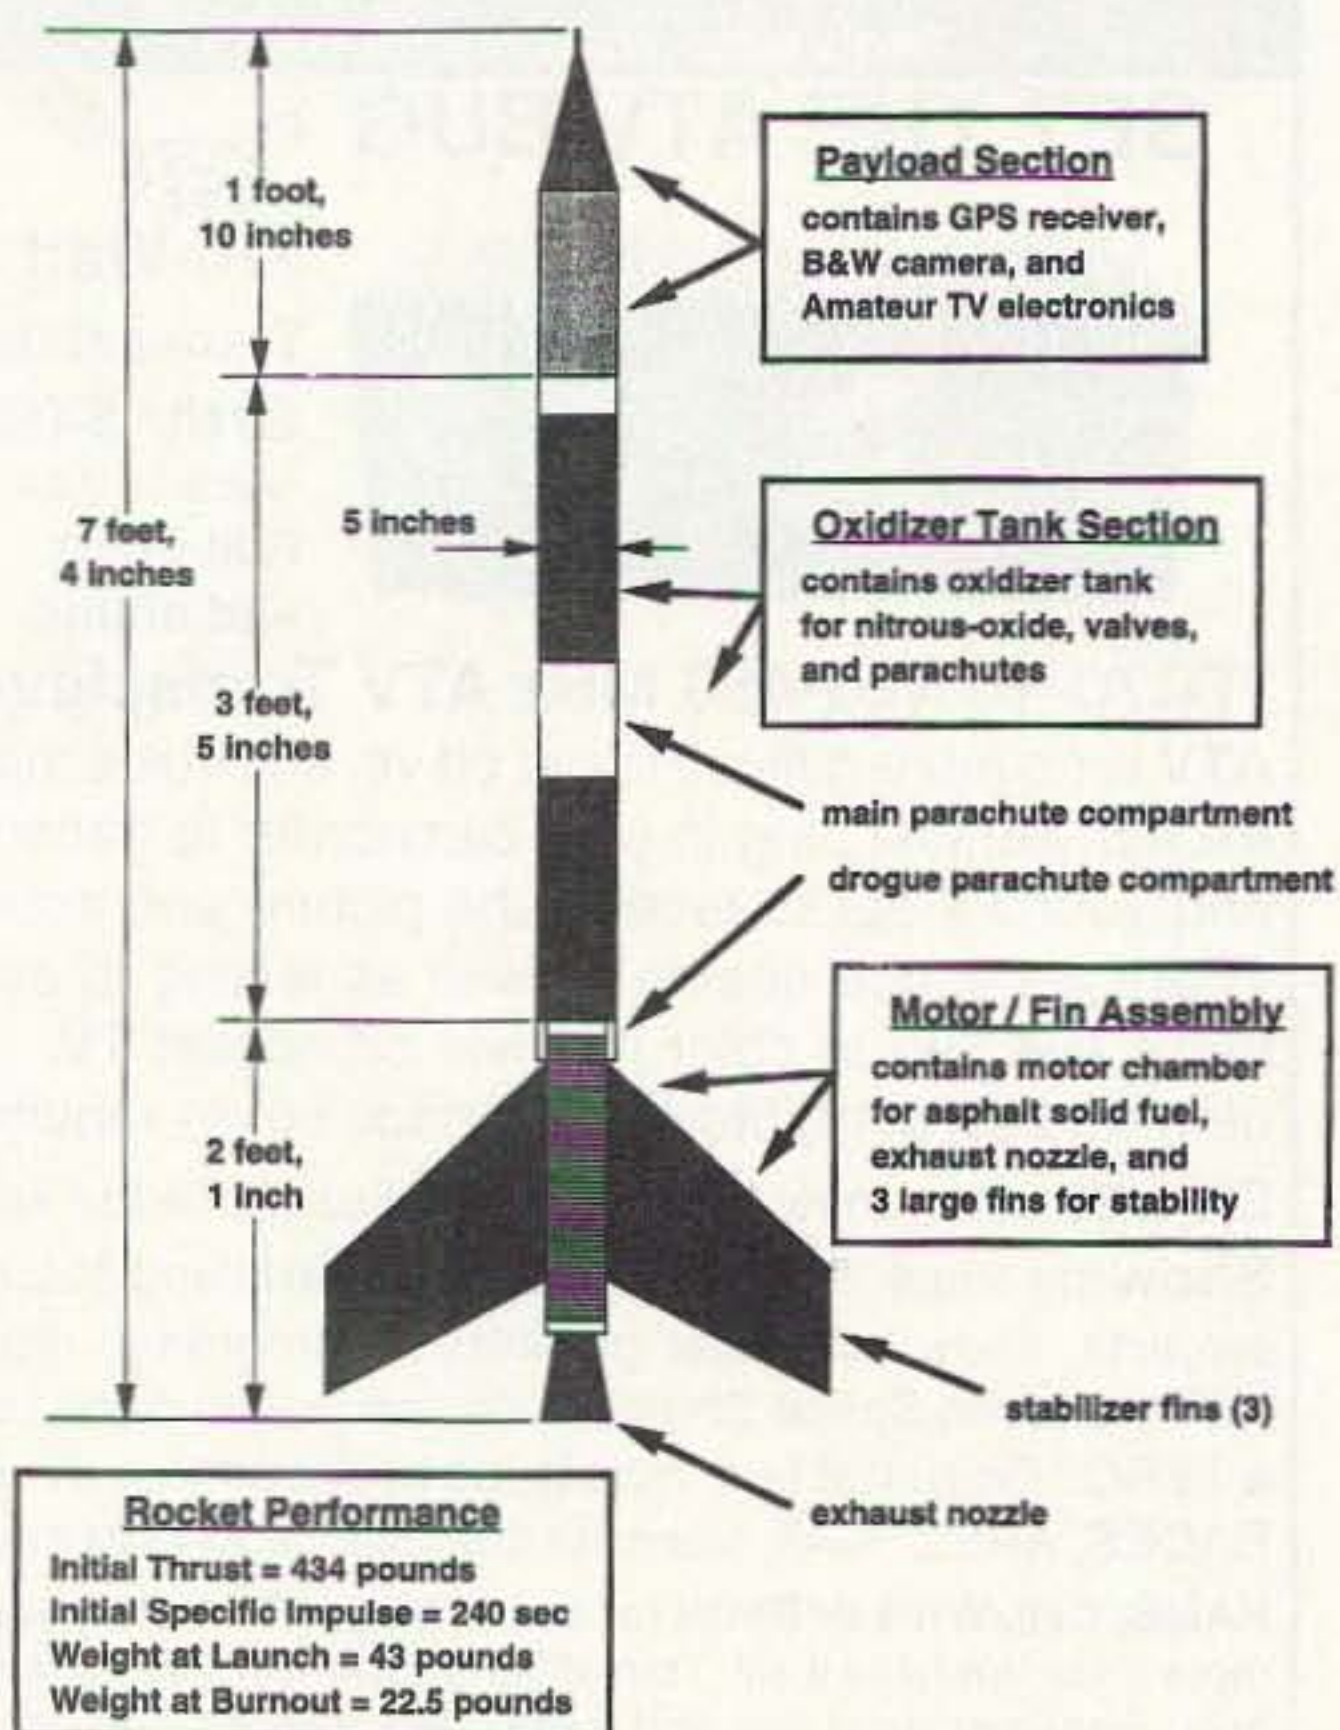 1 foot,
10 inches
Payload Section
contains GPS receiver,
B&W camera, and
Amateur TV electronics
7 feet,
4 inches
5 inches
Oxidizer Tank Section
contains oxidizer tank
for nitrous-oxide, valves,
and parachutes
3 feet,
5 inches
main parachute compartment
drogue parachute compartment
Motor / Fin Assembly
contains motor chamber
for asphalt solid fuel,
exhaust nozzle, and
3 large fins for stability
2 feet,
1 inch
stabilizer fins (3)
exhaust nozzle
Rocket Performance
Initial Thrust = 434 pounds
Initial Specific Impulse = 240 sec
Weight at Launch = 43 pounds
Weight at Burnout = 22.5 pounds